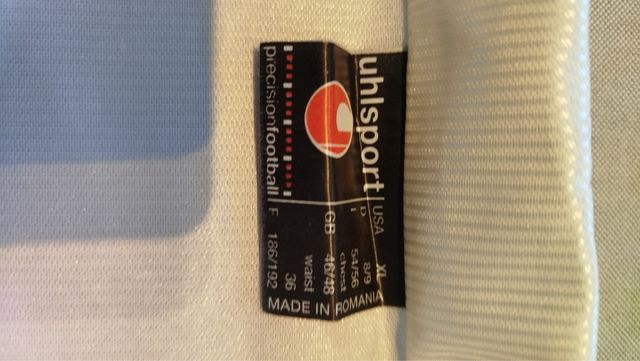 uhlsport
precisionfootball
USA XL
D 8/9
I 54/56
chest
GB 46/48
waist
36
F 186/192
MADE IN ROMANIA